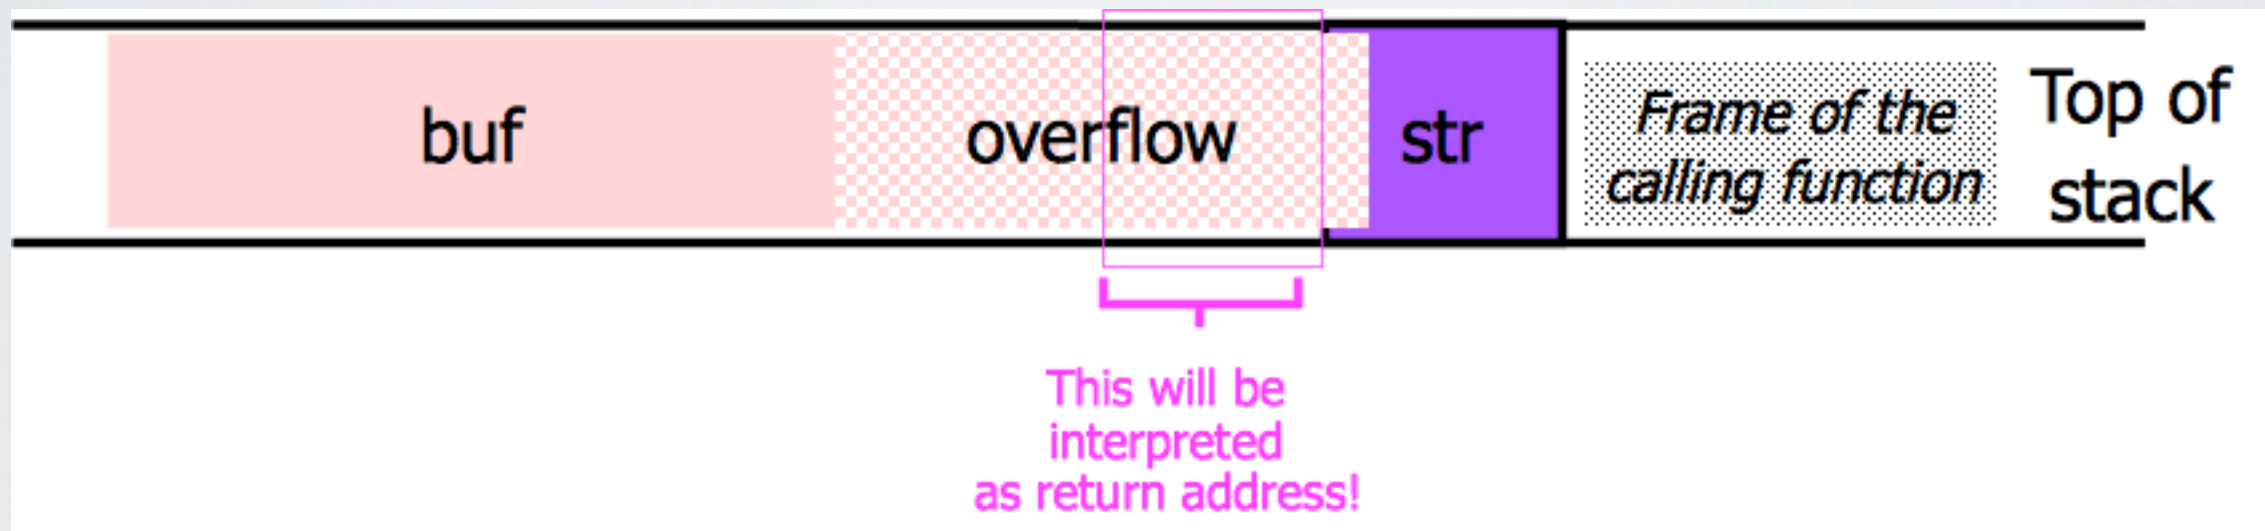 buf
overflow
str
Frame of the
calling function
Top of
stack
This will be
interpreted
as return address!